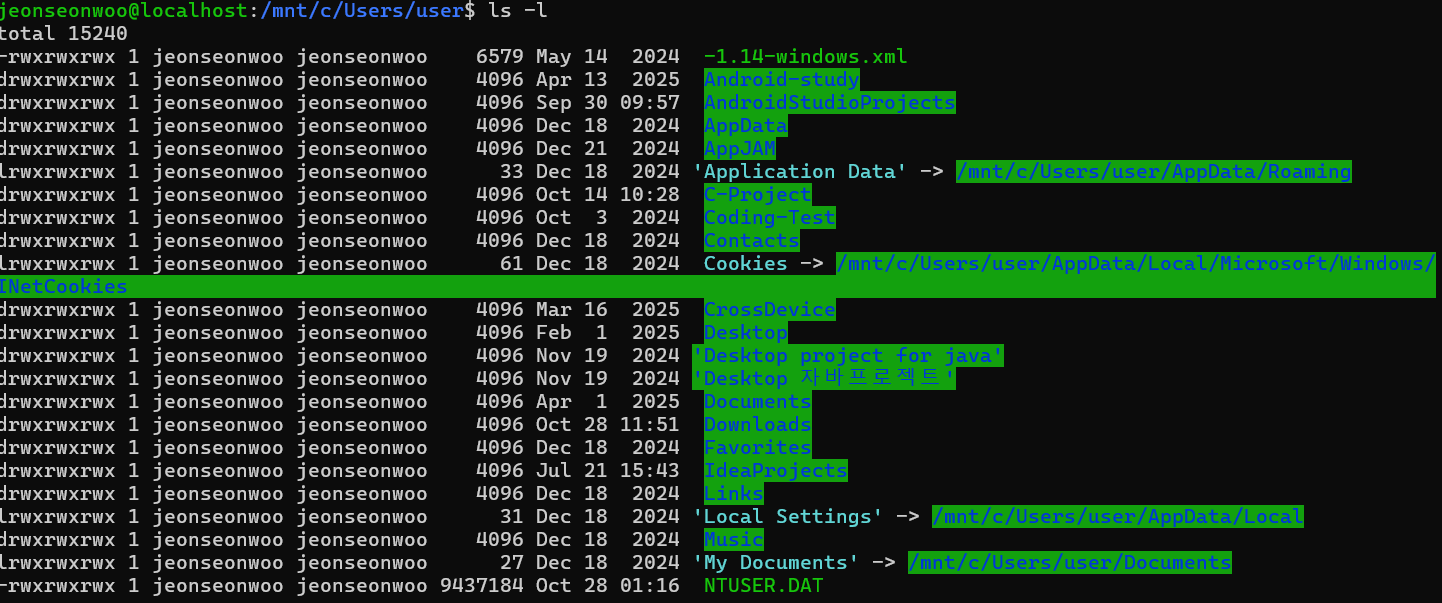 jeonseonwoo@localhost:/mnt/c/Users/user$ ls -l
total 15240
-rwxrwxrwx 1 jeonseonwoo jeonseonwoo    6579 May 14  2024  -1.14-windows.xml
drwxrwxrwx 1 jeonseonwoo jeonseonwoo    4096 Apr 13  2025  Android-study
drwxrwxrwx 1 jeonseonwoo jeonseonwoo    4096 Sep 30 09:57  AndroidStudioProjects
drwxrwxrwx 1 jeonseonwoo jeonseonwoo    4096 Dec 18  2024  AppData
drwxrwxrwx 1 jeonseonwoo jeonseonwoo    4096 Dec 21  2024  AppJAM
lrwxrwxrwx 1 jeonseonwoo jeonseonwoo      33 Dec 18  2024 'Application Data' -> /mnt/c/Users/user/AppData/Roaming
drwxrwxrwx 1 jeonseonwoo jeonseonwoo    4096 Oct 14 10:28  C-Project
drwxrwxrwx 1 jeonseonwoo jeonseonwoo    4096 Oct  3  2024  Coding-Test
drwxrwxrwx 1 jeonseonwoo jeonseonwoo    4096 Dec 18  2024  Contacts
lrwxrwxrwx 1 jeonseonwoo jeonseonwoo      61 Dec 18  2024  Cookies -> /mnt/c/Users/user/AppData/Local/Microsoft/Windows/
INetCookies
drwxrwxrwx 1 jeonseonwoo jeonseonwoo    4096 Mar 16  2025  CrossDevice
drwxrwxrwx 1 jeonseonwoo jeonseonwoo    4096 Feb  1  2025  Desktop
drwxrwxrwx 1 jeonseonwoo jeonseonwoo    4096 Nov 19  2024 'Desktop project for java'
drwxrwxrwx 1 jeonseonwoo jeonseonwoo    4096 Nov 19  2024 'Desktop 자바프로젝트'
drwxrwxrwx 1 jeonseonwoo jeonseonwoo    4096 Apr  1  2025  Documents
drwxrwxrwx 1 jeonseonwoo jeonseonwoo    4096 Oct 28 11:51  Downloads
drwxrwxrwx 1 jeonseonwoo jeonseonwoo    4096 Dec 18  2024  Favorites
drwxrwxrwx 1 jeonseonwoo jeonseonwoo    4096 Jul 21 15:43  IdeaProjects
drwxrwxrwx 1 jeonseonwoo jeonseonwoo    4096 Dec 18  2024  Links
lrwxrwxrwx 1 jeonseonwoo jeonseonwoo      31 Dec 18  2024 'Local Settings' -> /mnt/c/Users/user/AppData/Local
drwxrwxrwx 1 jeonseonwoo jeonseonwoo    4096 Dec 18  2024  Music
lrwxrwxrwx 1 jeonseonwoo jeonseonwoo      27 Dec 18  2024 'My Documents' -> /mnt/c/Users/user/Documents
-rwxrwxrwx 1 jeonseonwoo jeonseonwoo 9437184 Oct 28 01:16  NTUSER.DAT